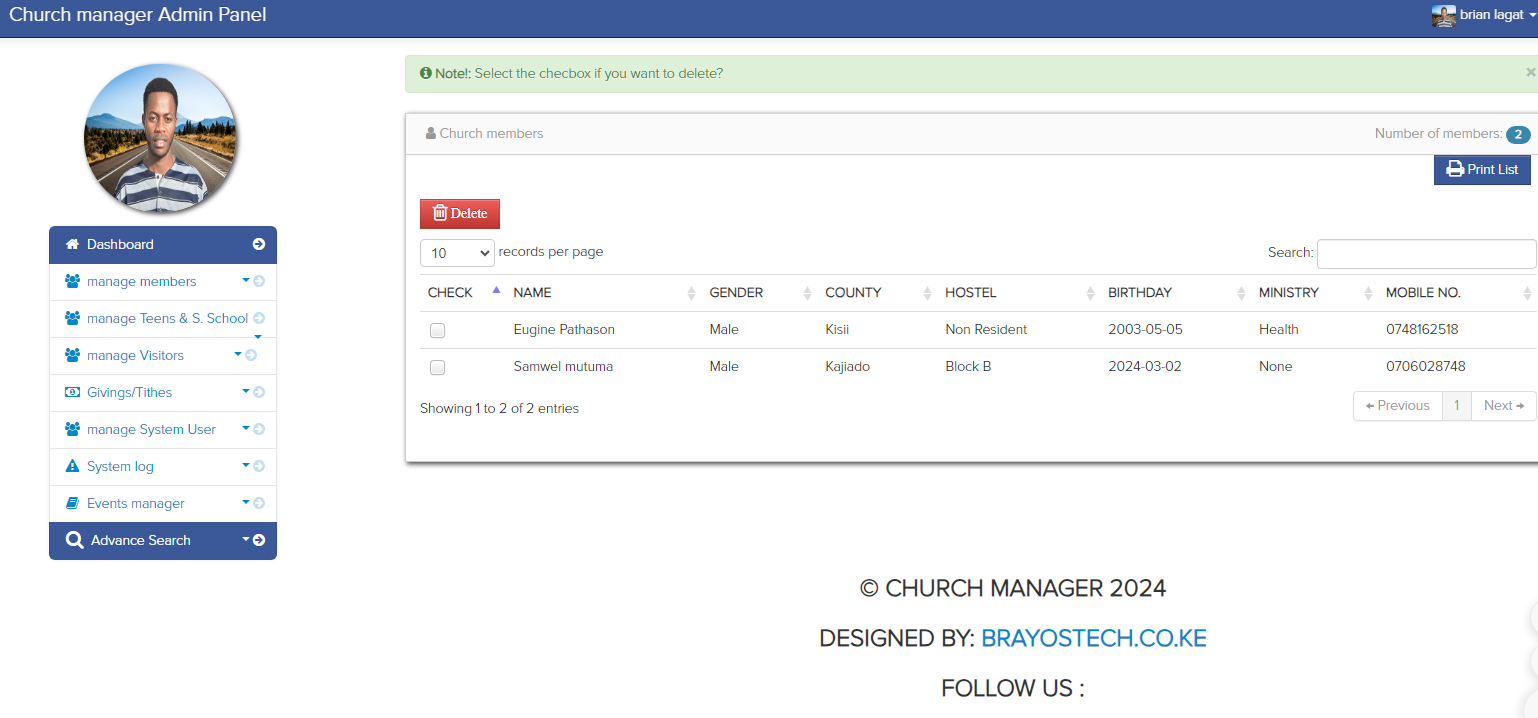 Church manager Admin Panel
brian lagat
Note!: Select the checbox if you want to delete?
×
Church members
Number of members: 2
Print List
Delete
10 records per page
Search:
CHECK NAME GENDER COUNTY HOSTEL BIRTHDAY MINISTRY MOBILE NO.
Eugine Pathason Male Kisii Non Resident 2003-05-05 Health 0748162518
Samwel mutuma Male Kajiado Block B 2024-03-02 None 0706028748
Showing 1 to 2 of 2 entries
← Previous 1 Next →
Dashboard
manage members
manage Teens & S. School
manage Visitors
Givings/Tithes
manage System User
System log
Events manager
Advance Search
© CHURCH MANAGER 2024
DESIGNED BY: BRAYOSTECH.CO.KE
FOLLOW US :